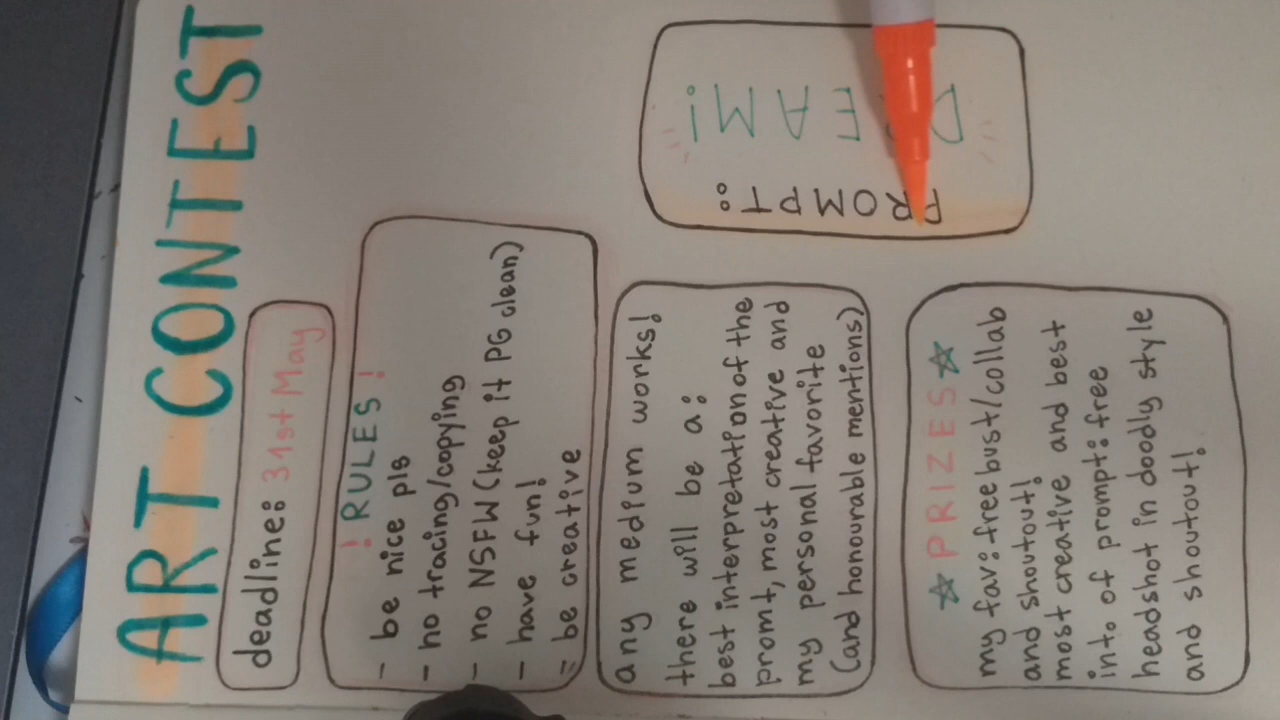 ART CONTEST
deadline: 31st May
! RULES !
- be nice pls
- no tracing/copying
- no NSFW (keep it PG clean)
- have fun!
- be creative
any medium works!
there will be a:
best interpretation of the
promt, most creative and
my personal favorite
(and honourable mentions)
PROMPT:
☆ PRIZES ☆
my fav: free bust/collab
and shoutout!
most creative and best
into of prompt: free
headshot in doodly style
and shoutout!